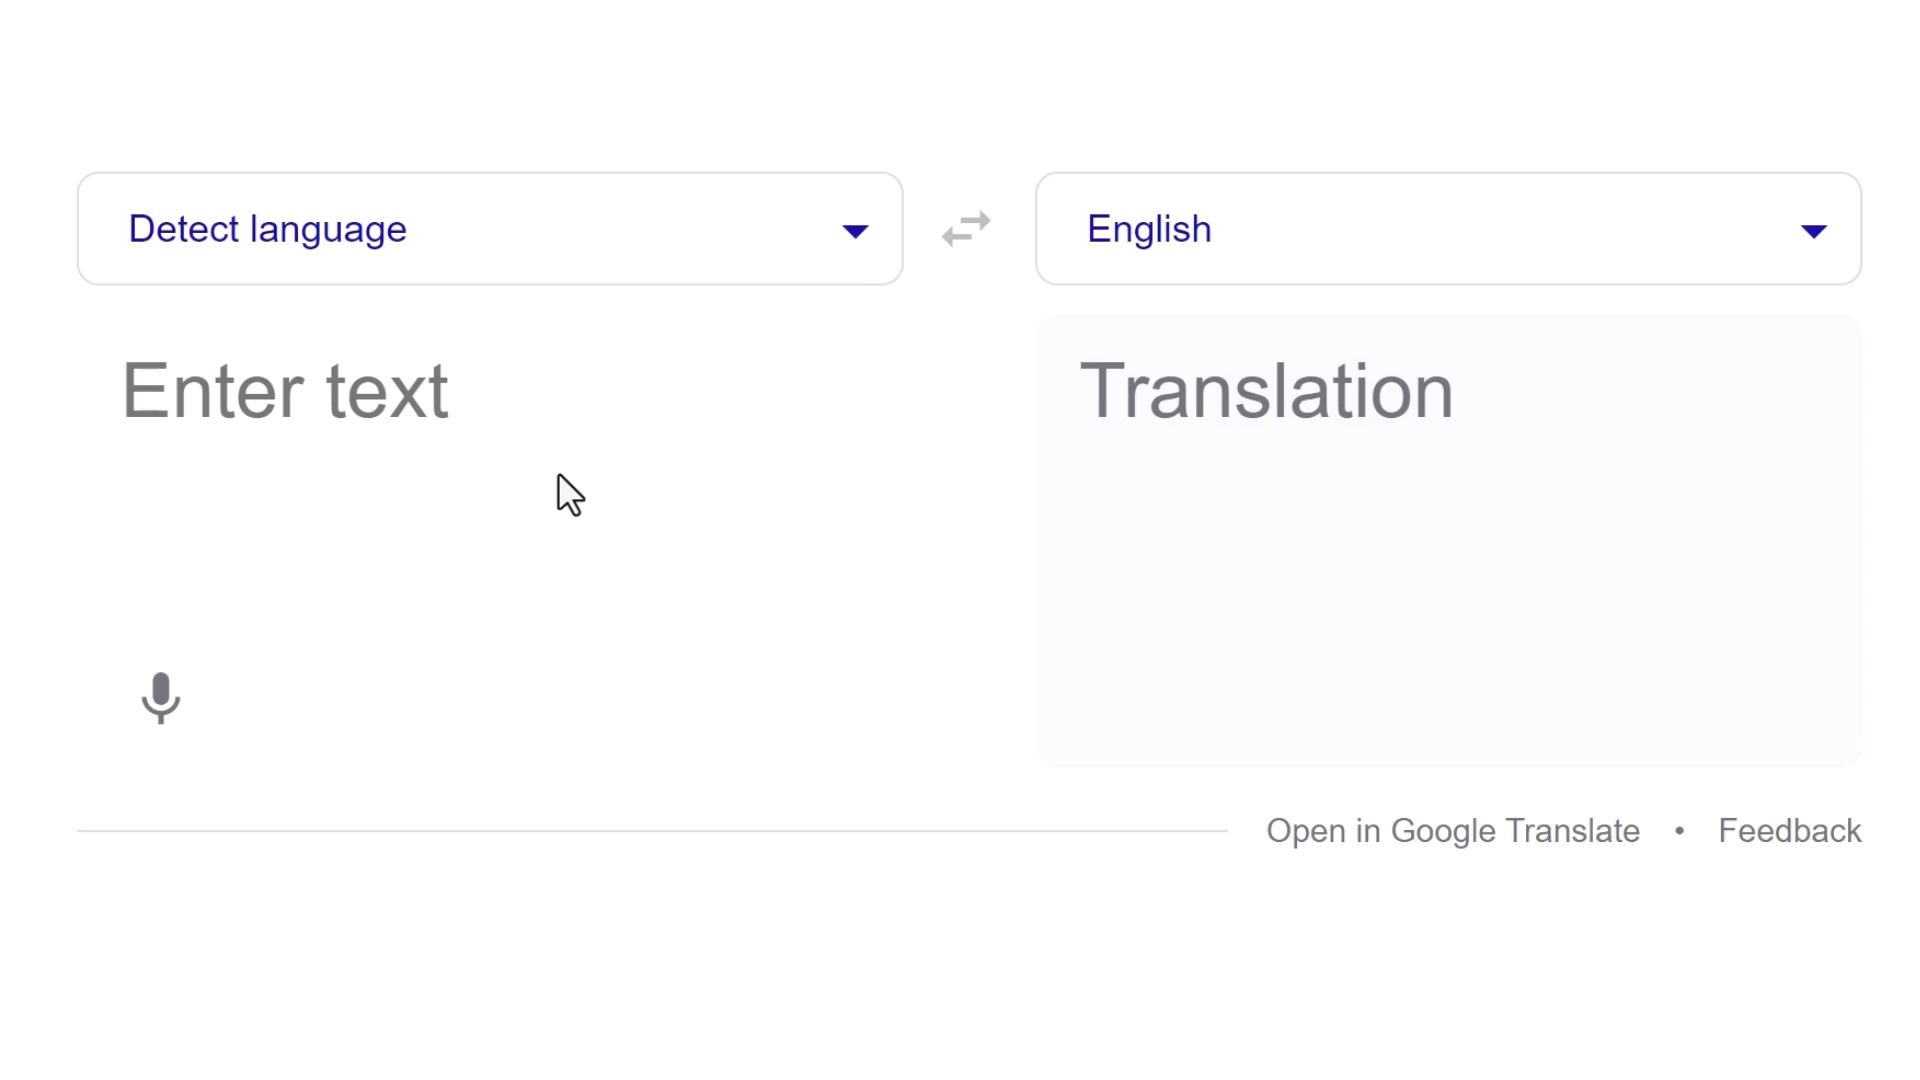 Detect language
English
Enter text
Translation
Open in Google Translate • Feedback